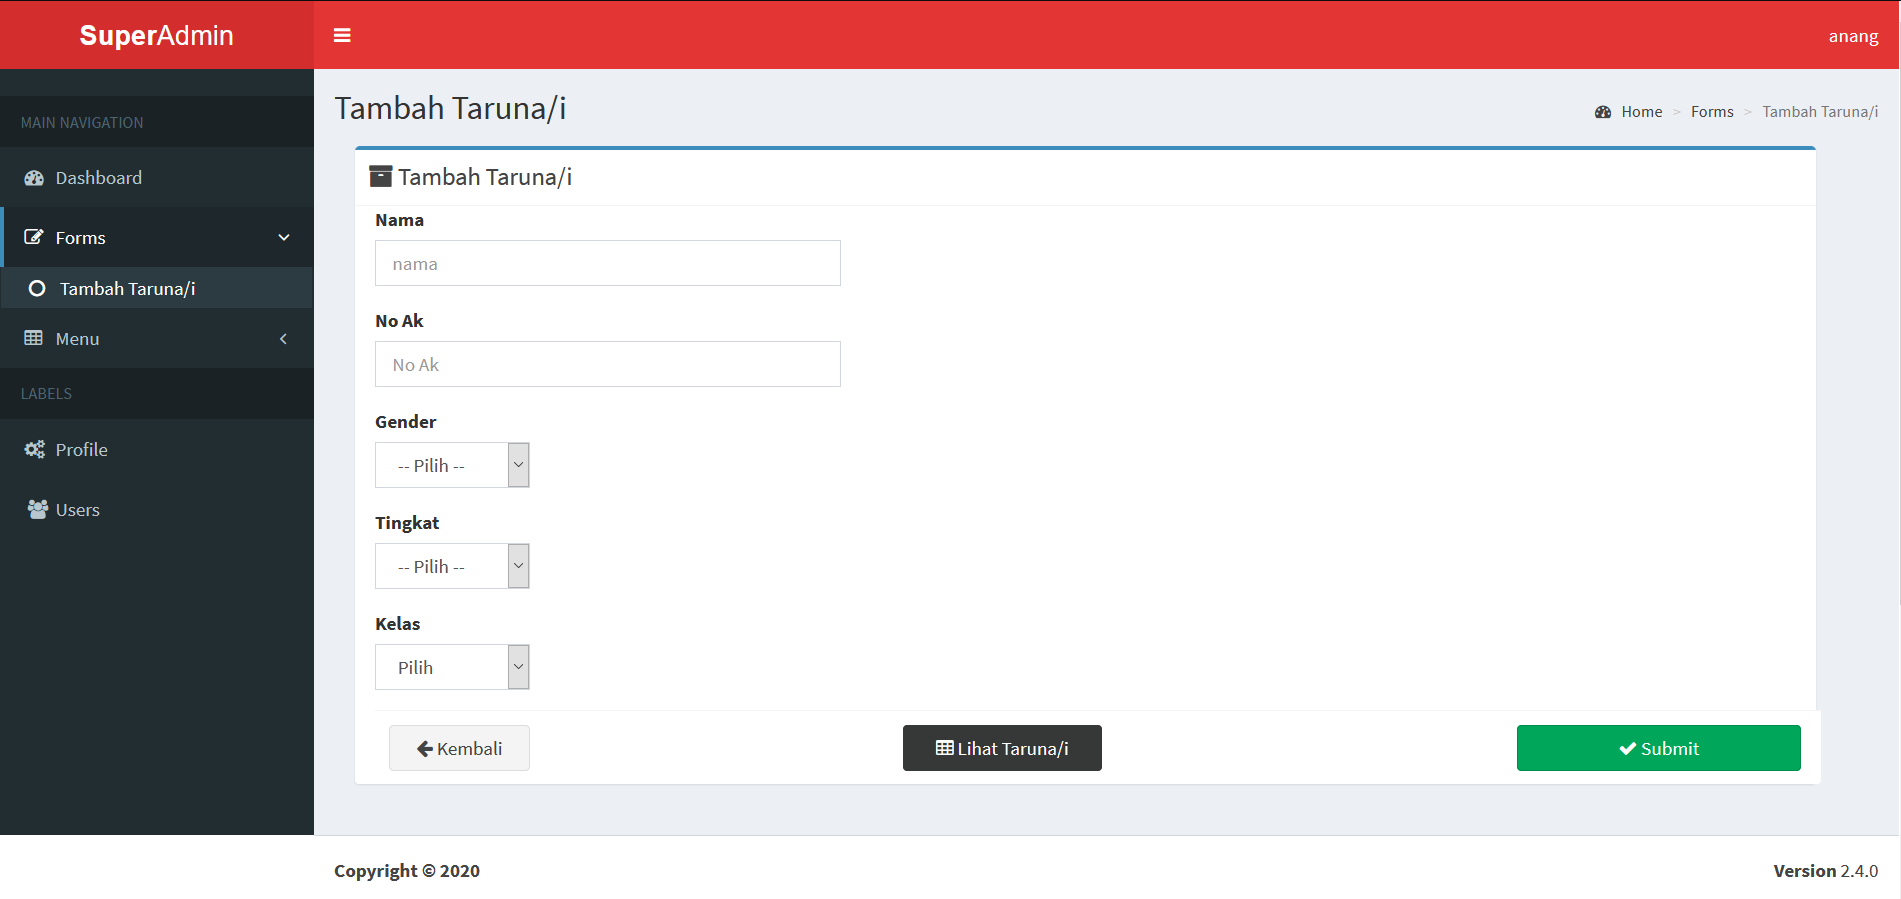 SuperAdmin
anang
MAIN NAVIGATION
Dashboard
Forms
Tambah Taruna/i
Menu
LABELS
Profile
Users
Tambah Taruna/i
Home > Forms > Tambah Taruna/i
Tambah Taruna/i
Nama
nama
No Ak
No Ak
Gender
-- Pilih --
Tingkat
-- Pilih --
Kelas
Pilih
Kembali
Lihat Taruna/i
Submit
Copyright © 2020
Version 2.4.0